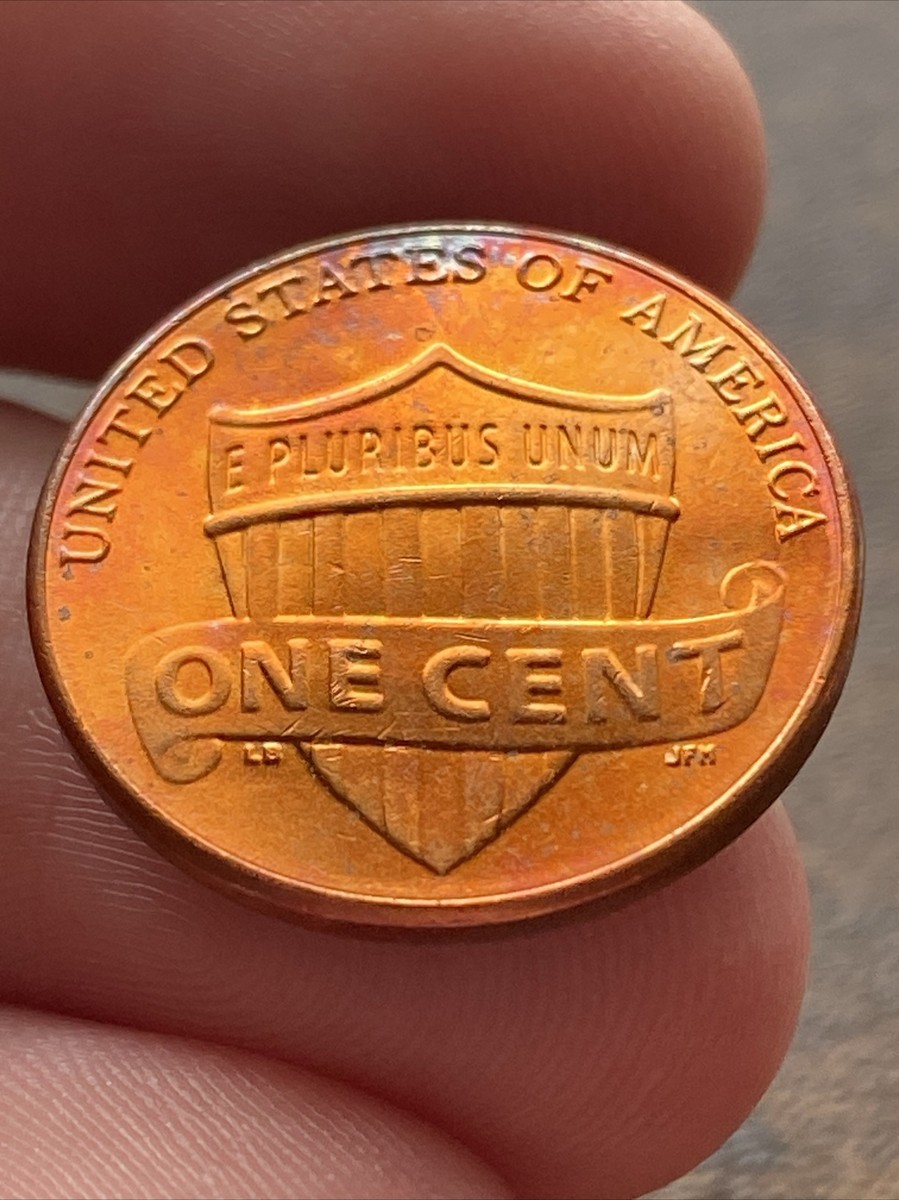 UNITED STATES OF AMERICA
E PLURIBUS UNUM
ONE CENT
LB
JFM